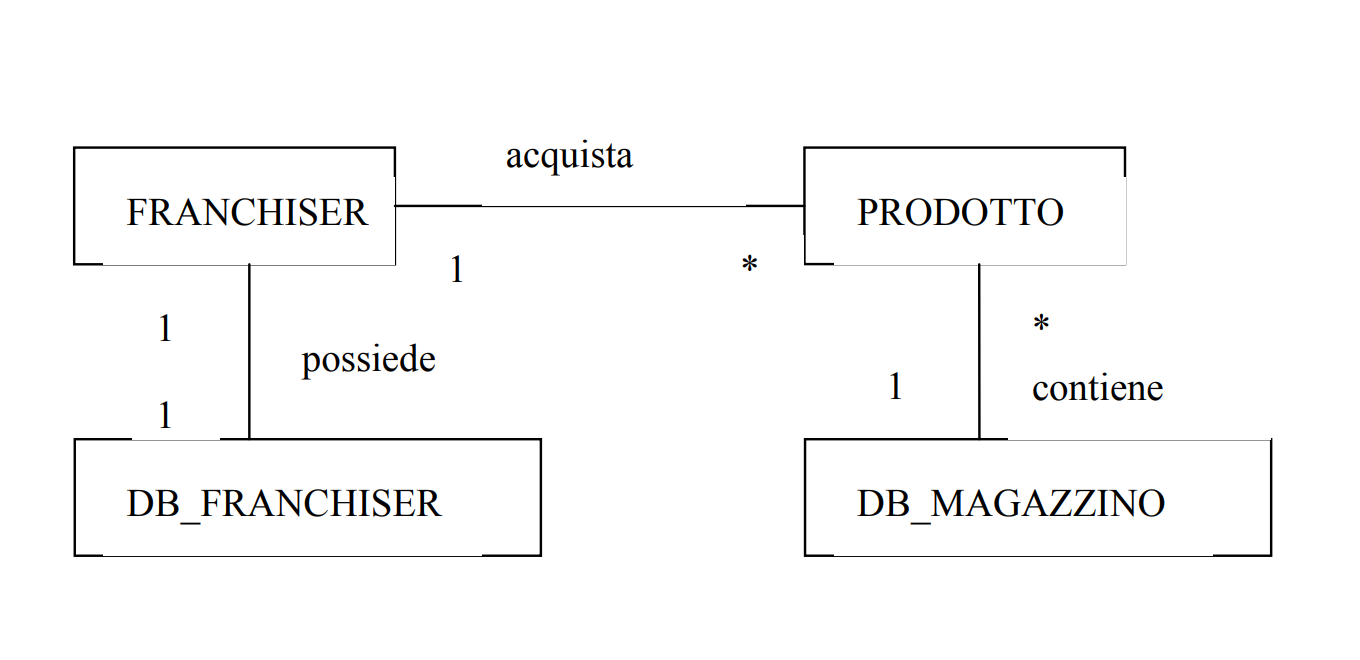 acquista
FRANCHISER
PRODOTTO
1
*
1
*
possiede
1
contiene
1
DB_FRANCHISER
DB_MAGAZZINO